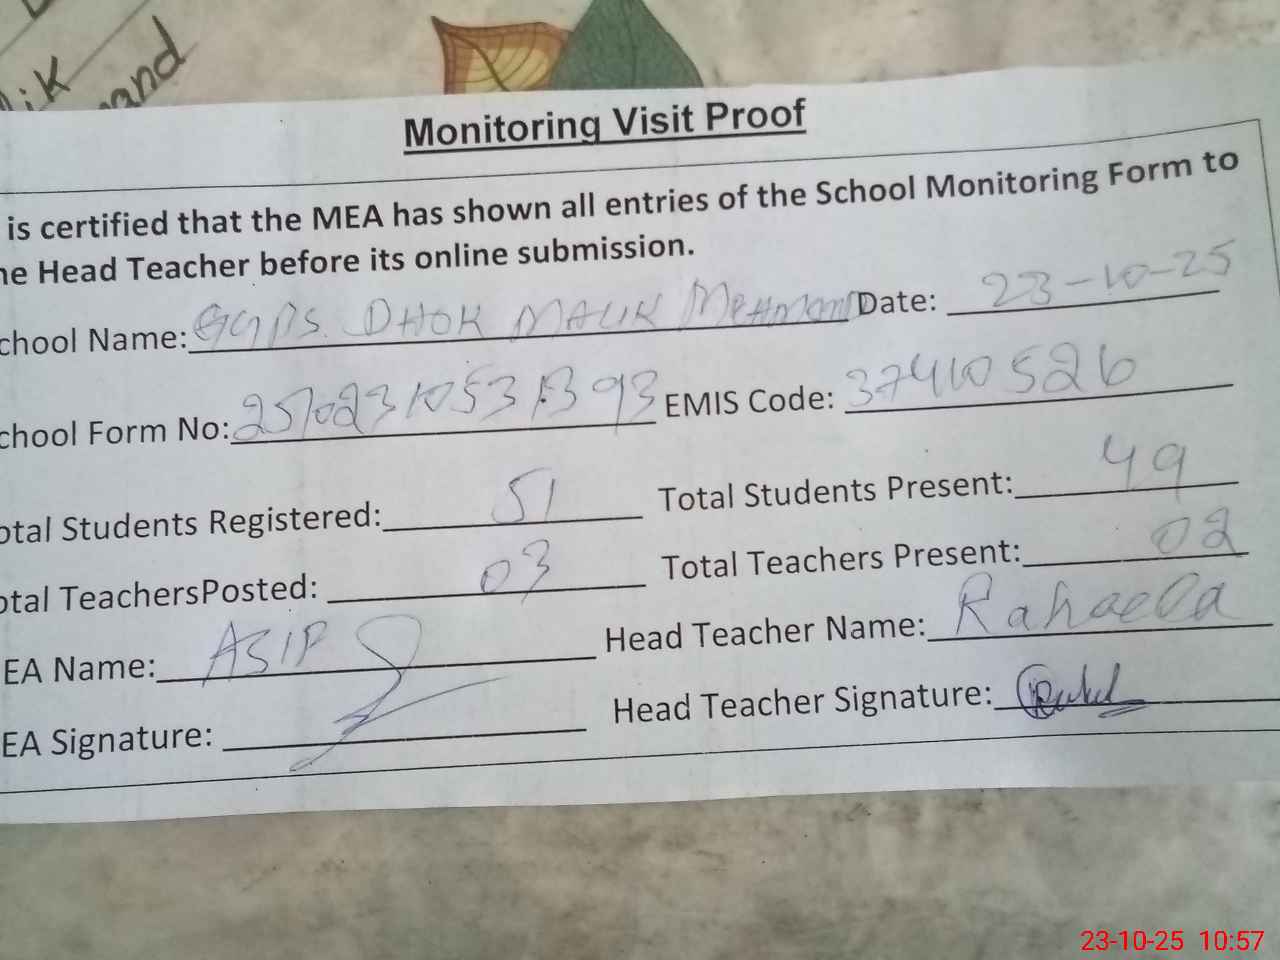 ik
mand
Monitoring Visit Proof
is certified that the MEA has shown all entries of the School Monitoring Form to
he Head Teacher before its online submission.
chool Name: GGPS. DHOK MALIK Date: 23-10-25
chool Form No: EMIS Code: 37410526
otal Students Registered: 51 Total Students Present: 49
otal TeachersPosted: 03 Total Teachers Present: 02
EA Name: ASIF Head Teacher Name: Raheela
EA Signature: Head Teacher Signature:
23-10-25 10:57